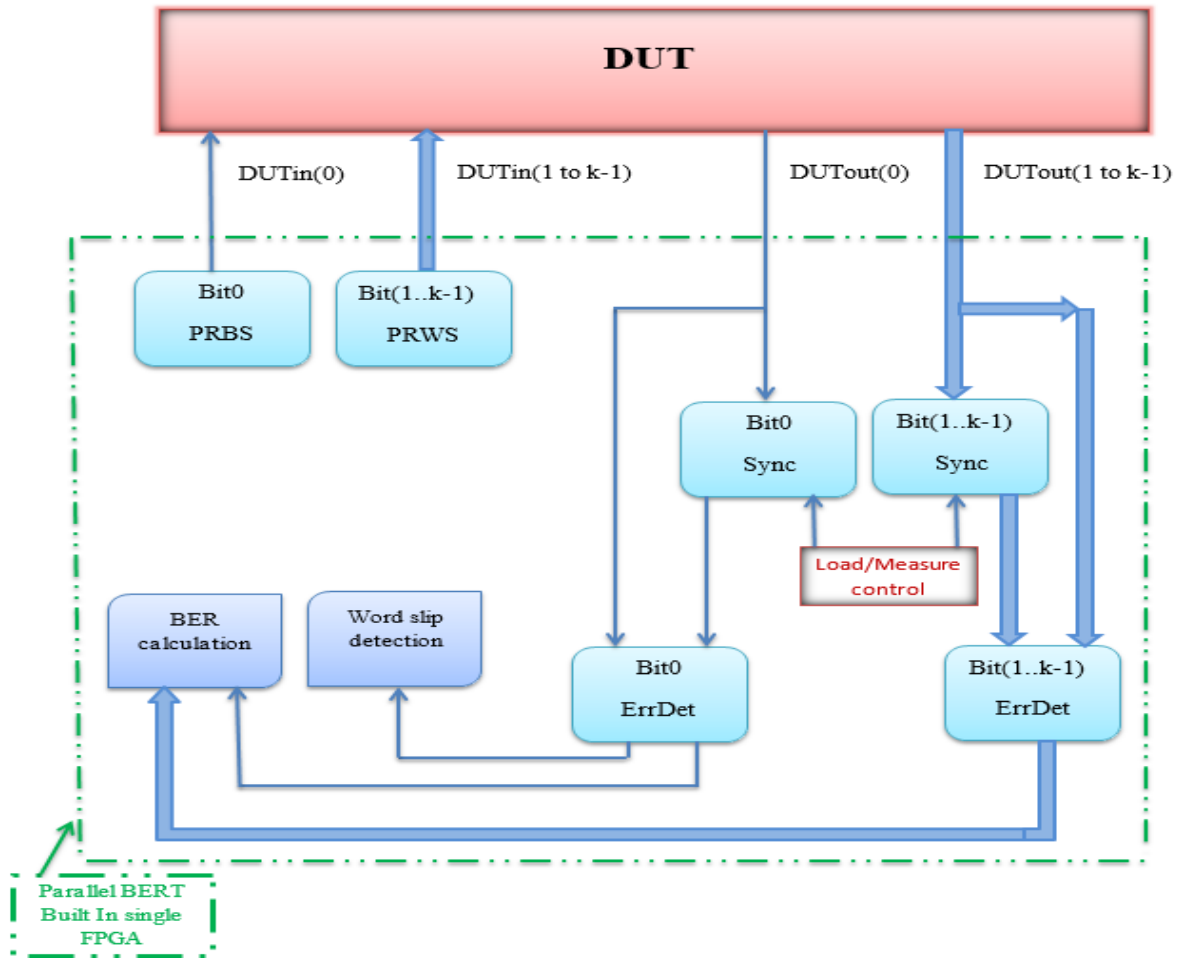 DUT
DUTin(0)
DUTin(1 to k-1)
DUTout(0)
DUTout(1 to k-1)
Bit0
PRBS
Bit(1..k-1)
PRWS
Bit0
Sync
Bit(1..k-1)
Sync
Load/Measure
control
BER
calculation
Word slip
detection
Bit0
ErrDet
Bit(1..k-1)
ErrDet
Parallel BERT
Built In single
FPGA